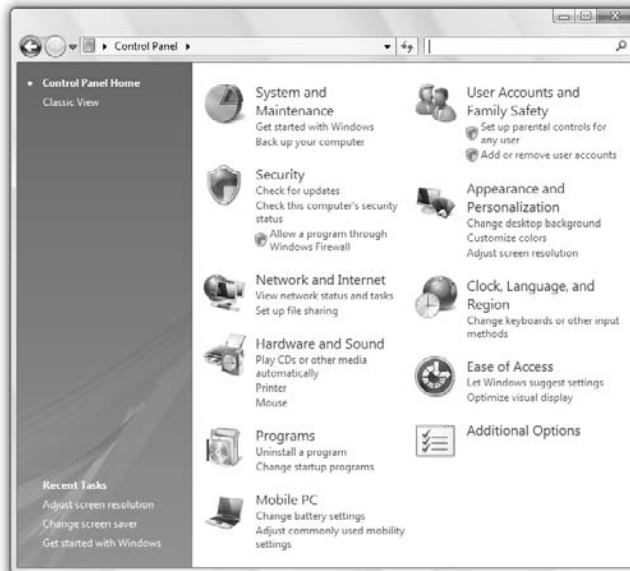 Control Panel
Control Panel Home
Classic View
System and
Maintenance
Get started with Windows
Back up your computer
Security
Check for updates
Check this computer's security
status
Allow a program through
Windows Firewall
Network and Internet
View network status and tasks
Set up file sharing
Hardware and Sound
Play CDs or other media
automatically
Printer
Mouse
Programs
Uninstall a program
Change startup programs
Mobile PC
Change battery settings
Adjust commonly used mobility
settings
User Accounts and
Family Safety
Set up parental controls for
any user
Add or remove user accounts
Appearance and
Personalization
Change desktop background
Customize colors
Adjust screen resolution
Clock, Language, and
Region
Change keyboards or other input
methods
Ease of Access
Let Windows suggest settings
Optimize visual display
Additional Options
Recent Tasks
Adjust screen resolution
Change screen saver
Get started with Windows